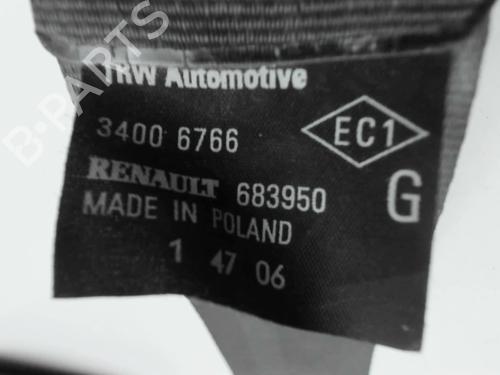 TRW Automotive
3400 6766
EC1
RENAULT 683950
G
MADE IN POLAND
1 47 06
B-PARTS